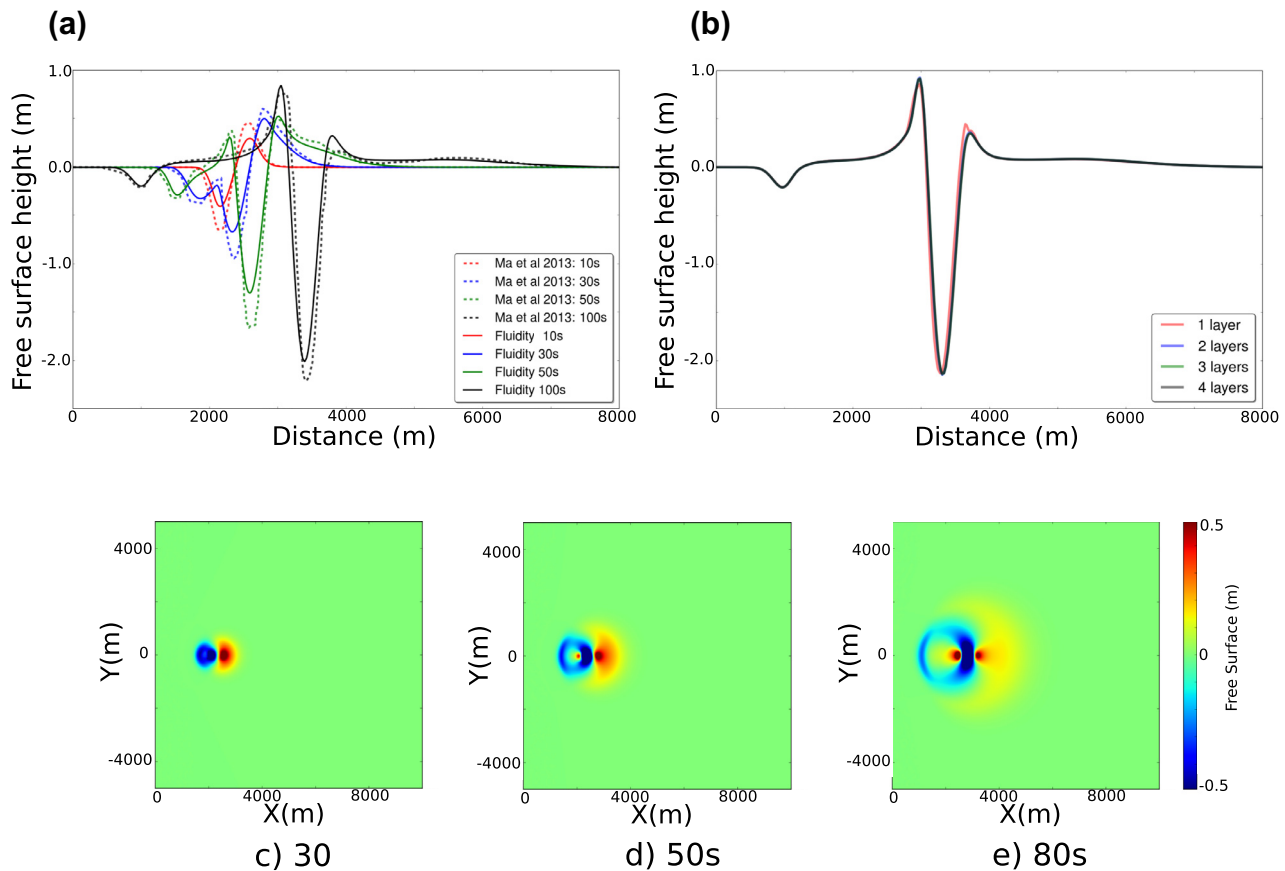 (a)
(b)
Free surface height (m)
1.0
0.0
-1.0
-2.0
Ma et al 2013: 10s
Ma et al 2013: 30s
Ma et al 2013: 50s
Ma et al 2013: 100s
Fluidity 10s
Fluidity 30s
Fluidity 50s
Fluidity 100s
0 2000 4000 6000 8000
Distance (m)
Free surface height (m)
1.0
0.0
-1.0
-2.0
1 layer
2 layers
3 layers
4 layers
0 2000 4000 6000 8000
Distance (m)
Y(m)
4000
0
-4000
0 4000 8000
X(m)
c) 30
Y(m)
4000
0
-4000
0 4000 8000
X(m)
d) 50s
Y(m)
4000
0
-4000
0 4000 8000
X(m)
e) 80s
0.5
0
-0.5
Free Surface (m)